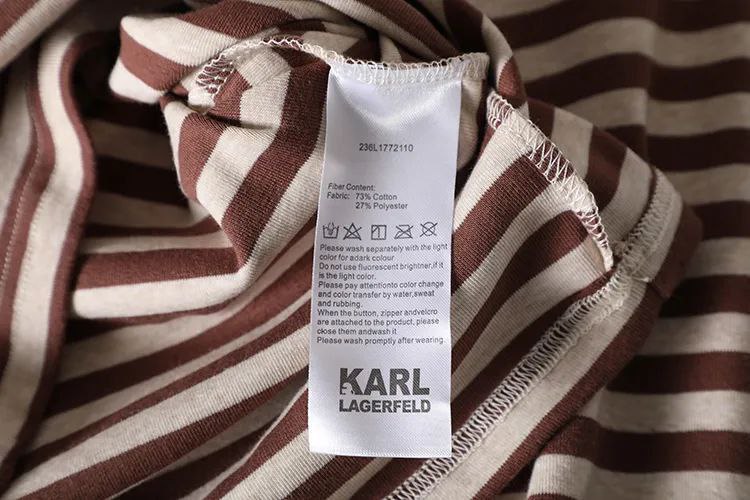 236L1772110
Fiber Content:
Fabric: 73% Cotton
27% Polyester
Please wash separately with the light
color for adark colour
Do not use fluorescent brightner,if it
is the light color.
Please pay attentionto color change
and color transfer by water,sweat
and rubbing.
When the button, zipper andvelcro
are attached to the product, please
close them andwash it
Please wash promptly after wearing.
KARL
LAGERFELD